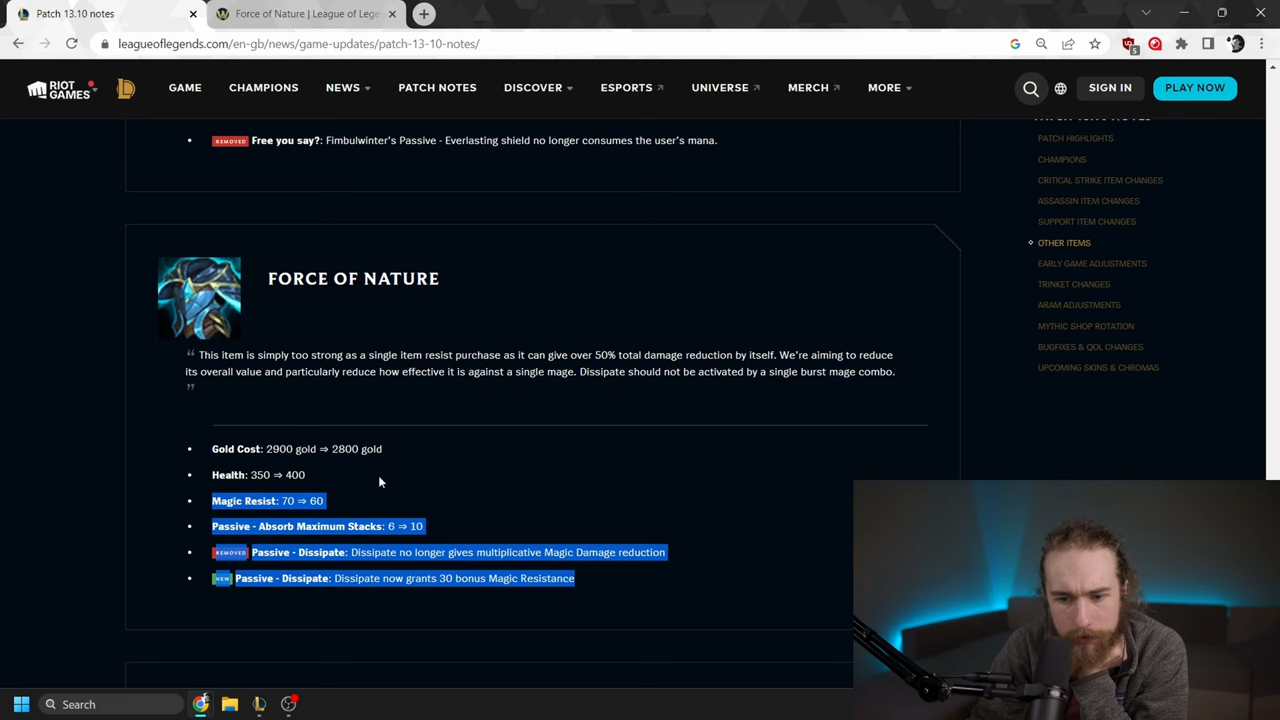 Patch 13.10 notes
Force of Nature | League of Lege
leagueoflegends.com/en-gb/news/game-updates/patch-13-10-notes/
5
RIOT GAMES
GAME
CHAMPIONS
NEWS
PATCH NOTES
DISCOVER
ESPORTS
UNIVERSE
MERCH
MORE
SIGN IN
PLAY NOW
REMOVED Free you say?: Fimbulwinter's Passive - Everlasting shield no longer consumes the user's mana.
FORCE OF NATURE
“ This item is simply too strong as a single item resist purchase as it can give over 50% total damage reduction by itself. We're aiming to reduce
its overall value and particularly reduce how effective it is against a single mage. Dissipate should not be activated by a single burst mage combo.
”
Gold Cost: 2900 gold ⇒ 2800 gold
Health: 350 ⇒ 400
Magic Resist: 70 ⇒ 60
Passive - Absorb Maximum Stacks: 6 ⇒ 10
REMOVED Passive - Dissipate: Dissipate no longer gives multiplicative Magic Damage reduction
NEW Passive - Dissipate: Dissipate now grants 30 bonus Magic Resistance
PATCH HIGHLIGHTS
CHAMPIONS
CRITICAL STRIKE ITEM CHANGES
ASSASSIN ITEM CHANGES
SUPPORT ITEM CHANGES
OTHER ITEMS
EARLY GAME ADJUSTMENTS
TRINKET CHANGES
ARAM ADJUSTMENTS
MYTHIC SHOP ROTATION
BUGFIXES & QOL CHANGES
UPCOMING SKINS & CHROMAS
Search